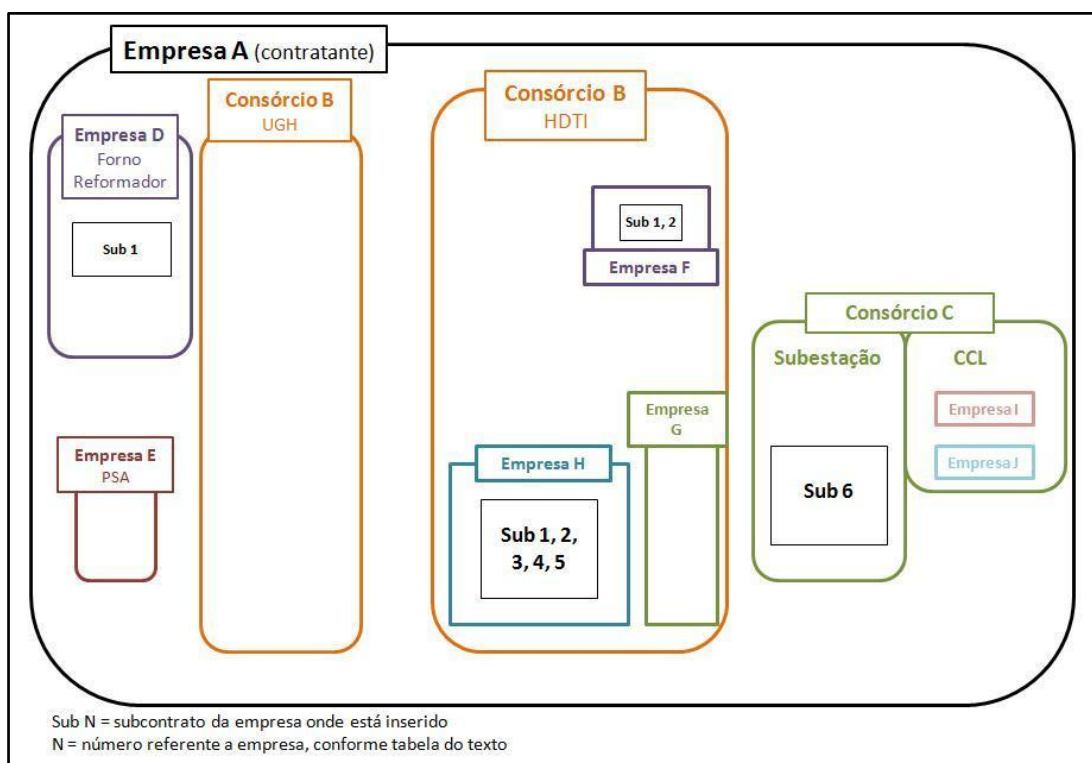 Empresa A (contratante)
Empresa D
Forno
Reformador
Sub 1
Consórcio B
UGH
Consórcio B
HDTI
Sub 1, 2
Empresa F
Empresa
G
Empresa H
Sub 1, 2,
3, 4, 5
Empresa E
PSA
Consórcio C
Subestação
CCL
Empresa I
Empresa J
Sub 6
Sub N = subcontrato da empresa onde está inserido
N = número referente a empresa, conforme tabela do texto